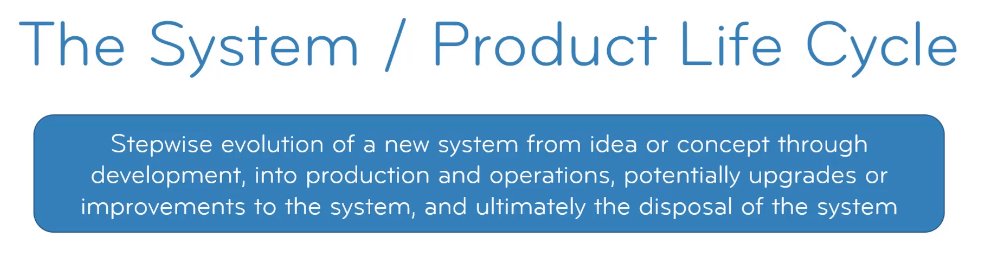 The System / Product Life Cycle
Stepwise evolution of a new system from idea or concept through
development, into production and operations, potentially upgrades or
improvements to the system, and ultimately the disposal of the system